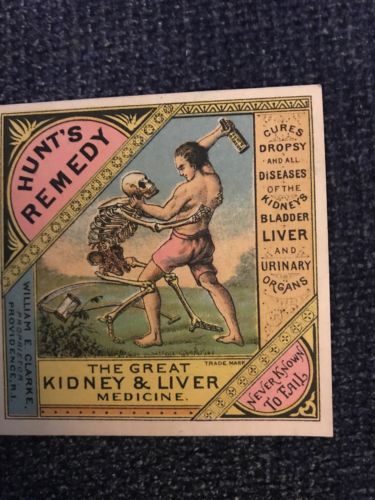 HUNT'S
REMEDY
WILLIAM E. CLARKE,
PROPRIETOR,
PROVIDENCE, R.I.
CURES
DROPSY
AND ALL
DISEASES
OF THE
KIDNEYS
BLADDER
LIVER
AND
URINARY
ORGANS.
TRADE MARK
THE GREAT
KIDNEY & LIVER
MEDICINE.
NEVER KNOWN
TO FAIL